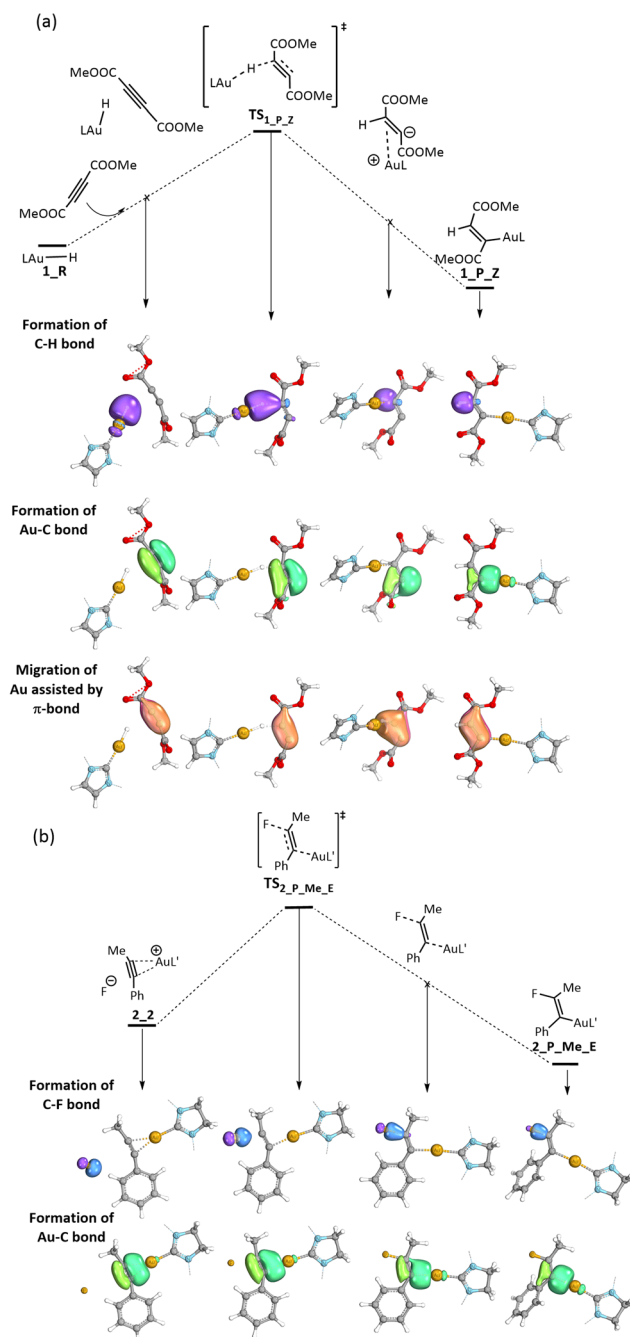 (a)
COOMe
‡
H
LAu
COOMe
TS1_P_Z
MeOOC
H
LAu
COOMe
COOMe
H
⊖
COOMe
⊕
AuL
COOMe
MeOOC
LAu
H
1_R
COOMe
H
AuL
MeOOC
1_P_Z
Formation of
C-H bond
Formation of
Au-C bond
Migration of
Au assisted by
π-bond
(b)
‡
F
Me
Ph
AuL'
TS2_P_Me_E
Me
⊕
AuL'
F
⊖
Ph
2_2
F
Me
Ph
AuL'
F
Me
Ph
AuL'
2_P_Me_E
Formation of
C-F bond
Formation of
Au-C bond